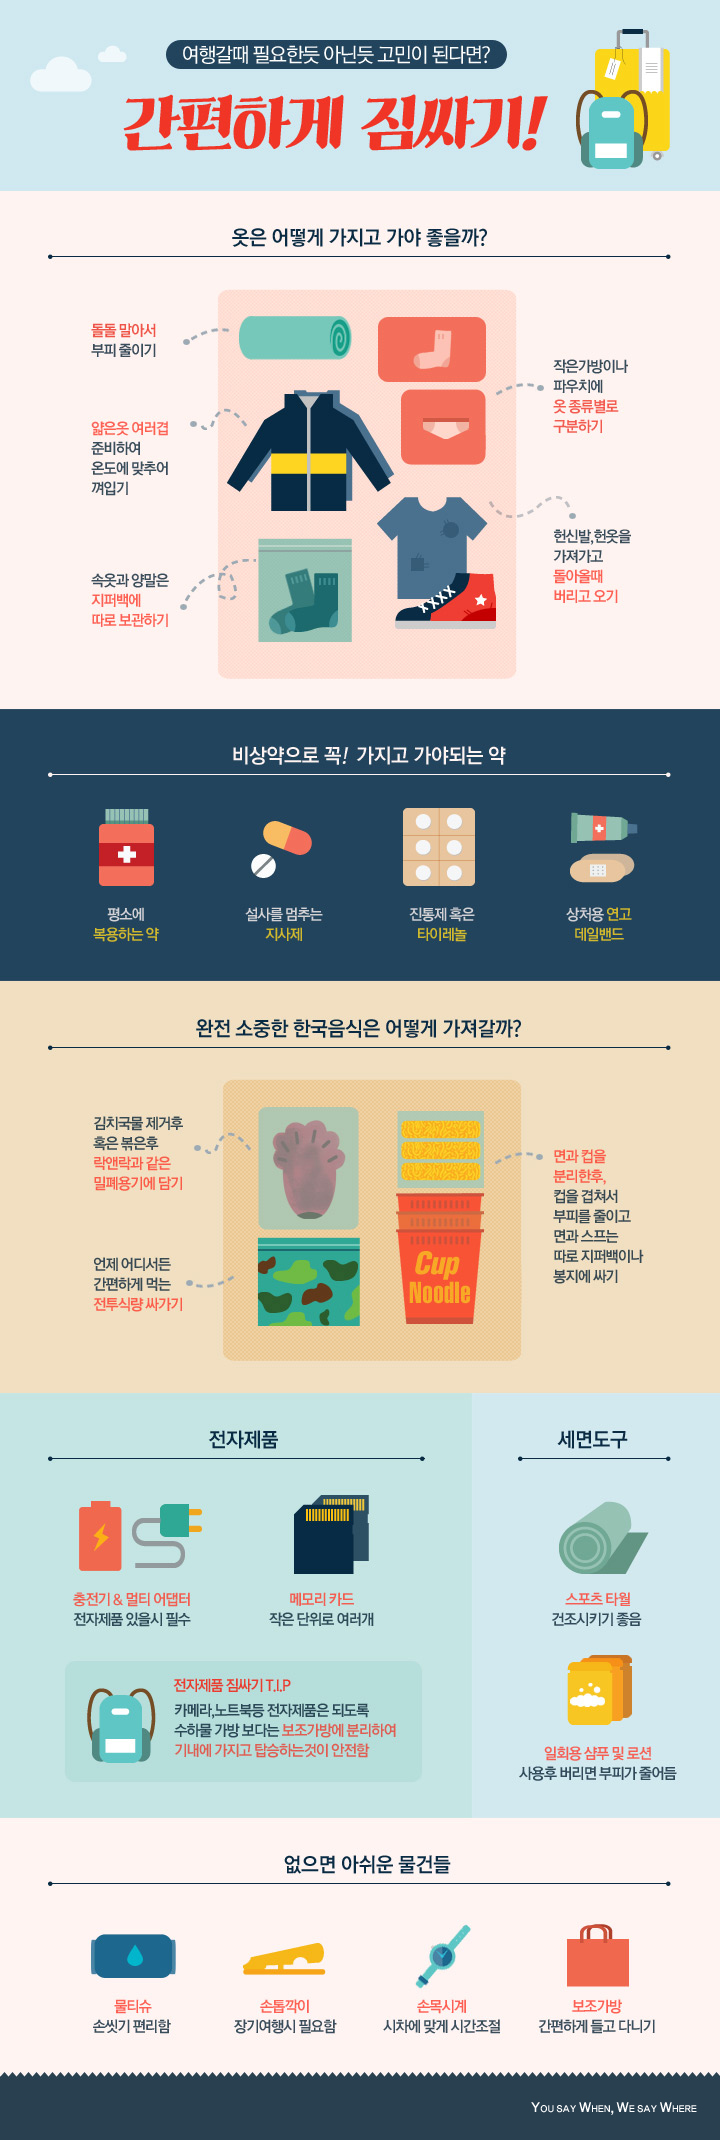 여행갈때 필요한듯 아닌듯 고민이 된다면?
간편하게 짐싸기!
옷은 어떻게 가지고 가야 좋을까?
돌돌 말아서
부피 줄이기
얇은옷 여러겹
준비하여
온도에 맞추어
껴입기
속옷과 양말은
지퍼백에
따로 보관하기
작은가방이나
파우치에
옷 종류별로
구분하기
헌신발,헌옷을
가져가고
돌아올때
버리고 오기
비상약으로 꼭! 가지고 가야되는 약
평소에
복용하는 약
설사를 멈추는
지사제
진통제 혹은
타이레놀
상처용 연고
데일밴드
완전 소중한 한국음식은 어떻게 가져갈까?
김치국물 제거후
혹은 볶은후
락앤락과 같은
밀폐용기에 담기
언제 어디서든
간편하게 먹는
전투식량 싸가기
Cup
Noodle
면과 컵을
분리한후,
컵을 겹쳐서
부피를 줄이고
면과 스프는
따로 지퍼백이나
봉지에 싸기
전자제품
충전기 & 멀티 어댑터
전자제품 있을시 필수
메모리 카드
작은 단위로 여러개
전자제품 짐싸기 T.I.P
카메라,노트북등 전자제품은 되도록
수하물 가방 보다는 보조가방에 분리하여
기내에 가지고 탑승하는것이 안전함
세면도구
스포츠 타월
건조시키기 좋음
일회용 샴푸 및 로션
사용후 버리면 부피가 줄어듬
없으면 아쉬운 물건들
물티슈
손씻기 편리함
손톱깍이
장기여행시 필요함
손목시계
시차에 맞게 시간조절
보조가방
간편하게 들고 다니기
YOU SAY WHEN, WE SAY WHERE